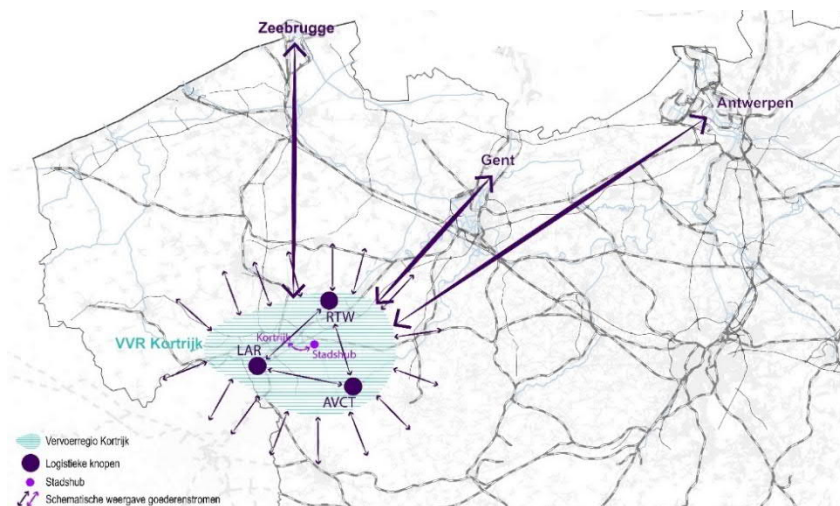 Zeebrugge
Antwerpen
Gent
RTW
VVR Kortrijk
Kortrijk
Stadshub
LAR
AVCT
Vervoerregio Kortrijk
Logistieke knopen
Stadshub
Schematische weergave goederenstromen